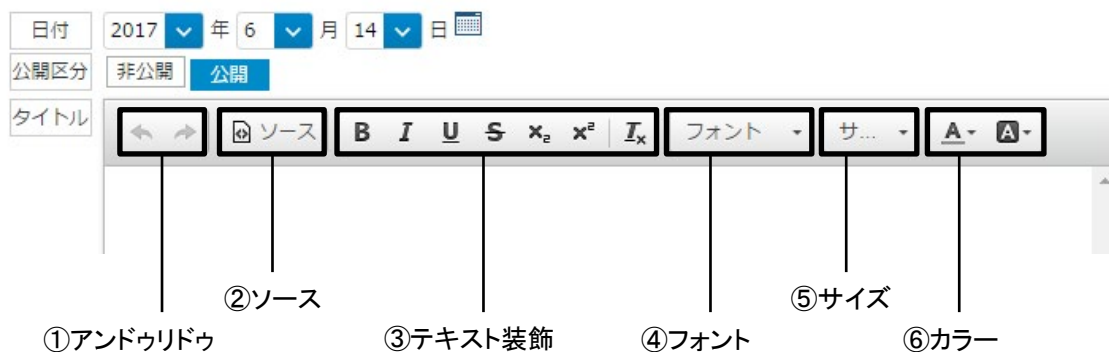 日付 2017 年 6 月 14 日
公開区分 非公開 公開
タイトル
ソース B I U S x₂ x² Tx フォント サ... A A
②ソース ⑤サイズ
①アンドゥリドゥ ③テキスト装飾 ④フォント ⑥カラー